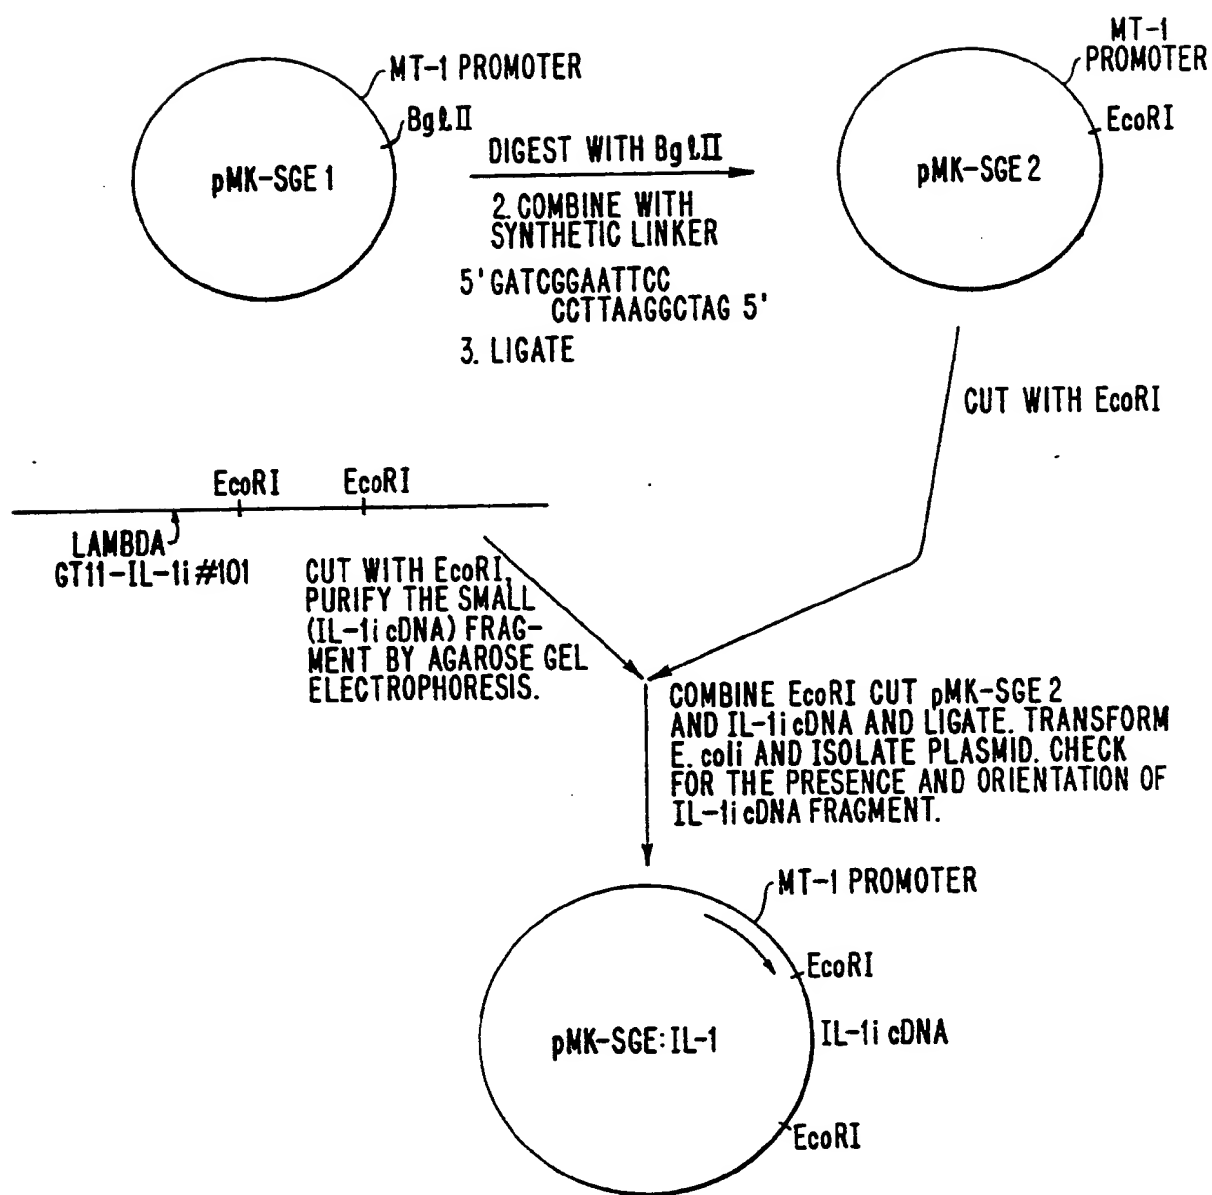 MT-1 PROMOTER
BglII
pMK-SGE 1
DIGEST WITH BglII
2. COMBINE WITH
SYNTHETIC LINKER
5' GATCGGAATTCC
CCTTAAGGCTAG 5'
3. LIGATE
MT-1
PROMOTER
EcoRI
pMK-SGE 2
CUT WITH EcoRI
EcoRI
EcoRI
LAMBDA
GT11-IL-1i #101
CUT WITH EcoRI,
PURIFY THE SMALL
(IL-1i cDNA) FRAG-
MENT BY AGAROSE GEL
ELECTROPHORESIS.
COMBINE EcoRI CUT pMK-SGE 2
AND IL-1i cDNA AND LIGATE. TRANSFORM
E. coli AND ISOLATE PLASMID. CHECK
FOR THE PRESENCE AND ORIENTATION OF
IL-1i cDNA FRAGMENT.
MT-1 PROMOTER
EcoRI
pMK-SGE: IL-1
IL-1i cDNA
EcoRI